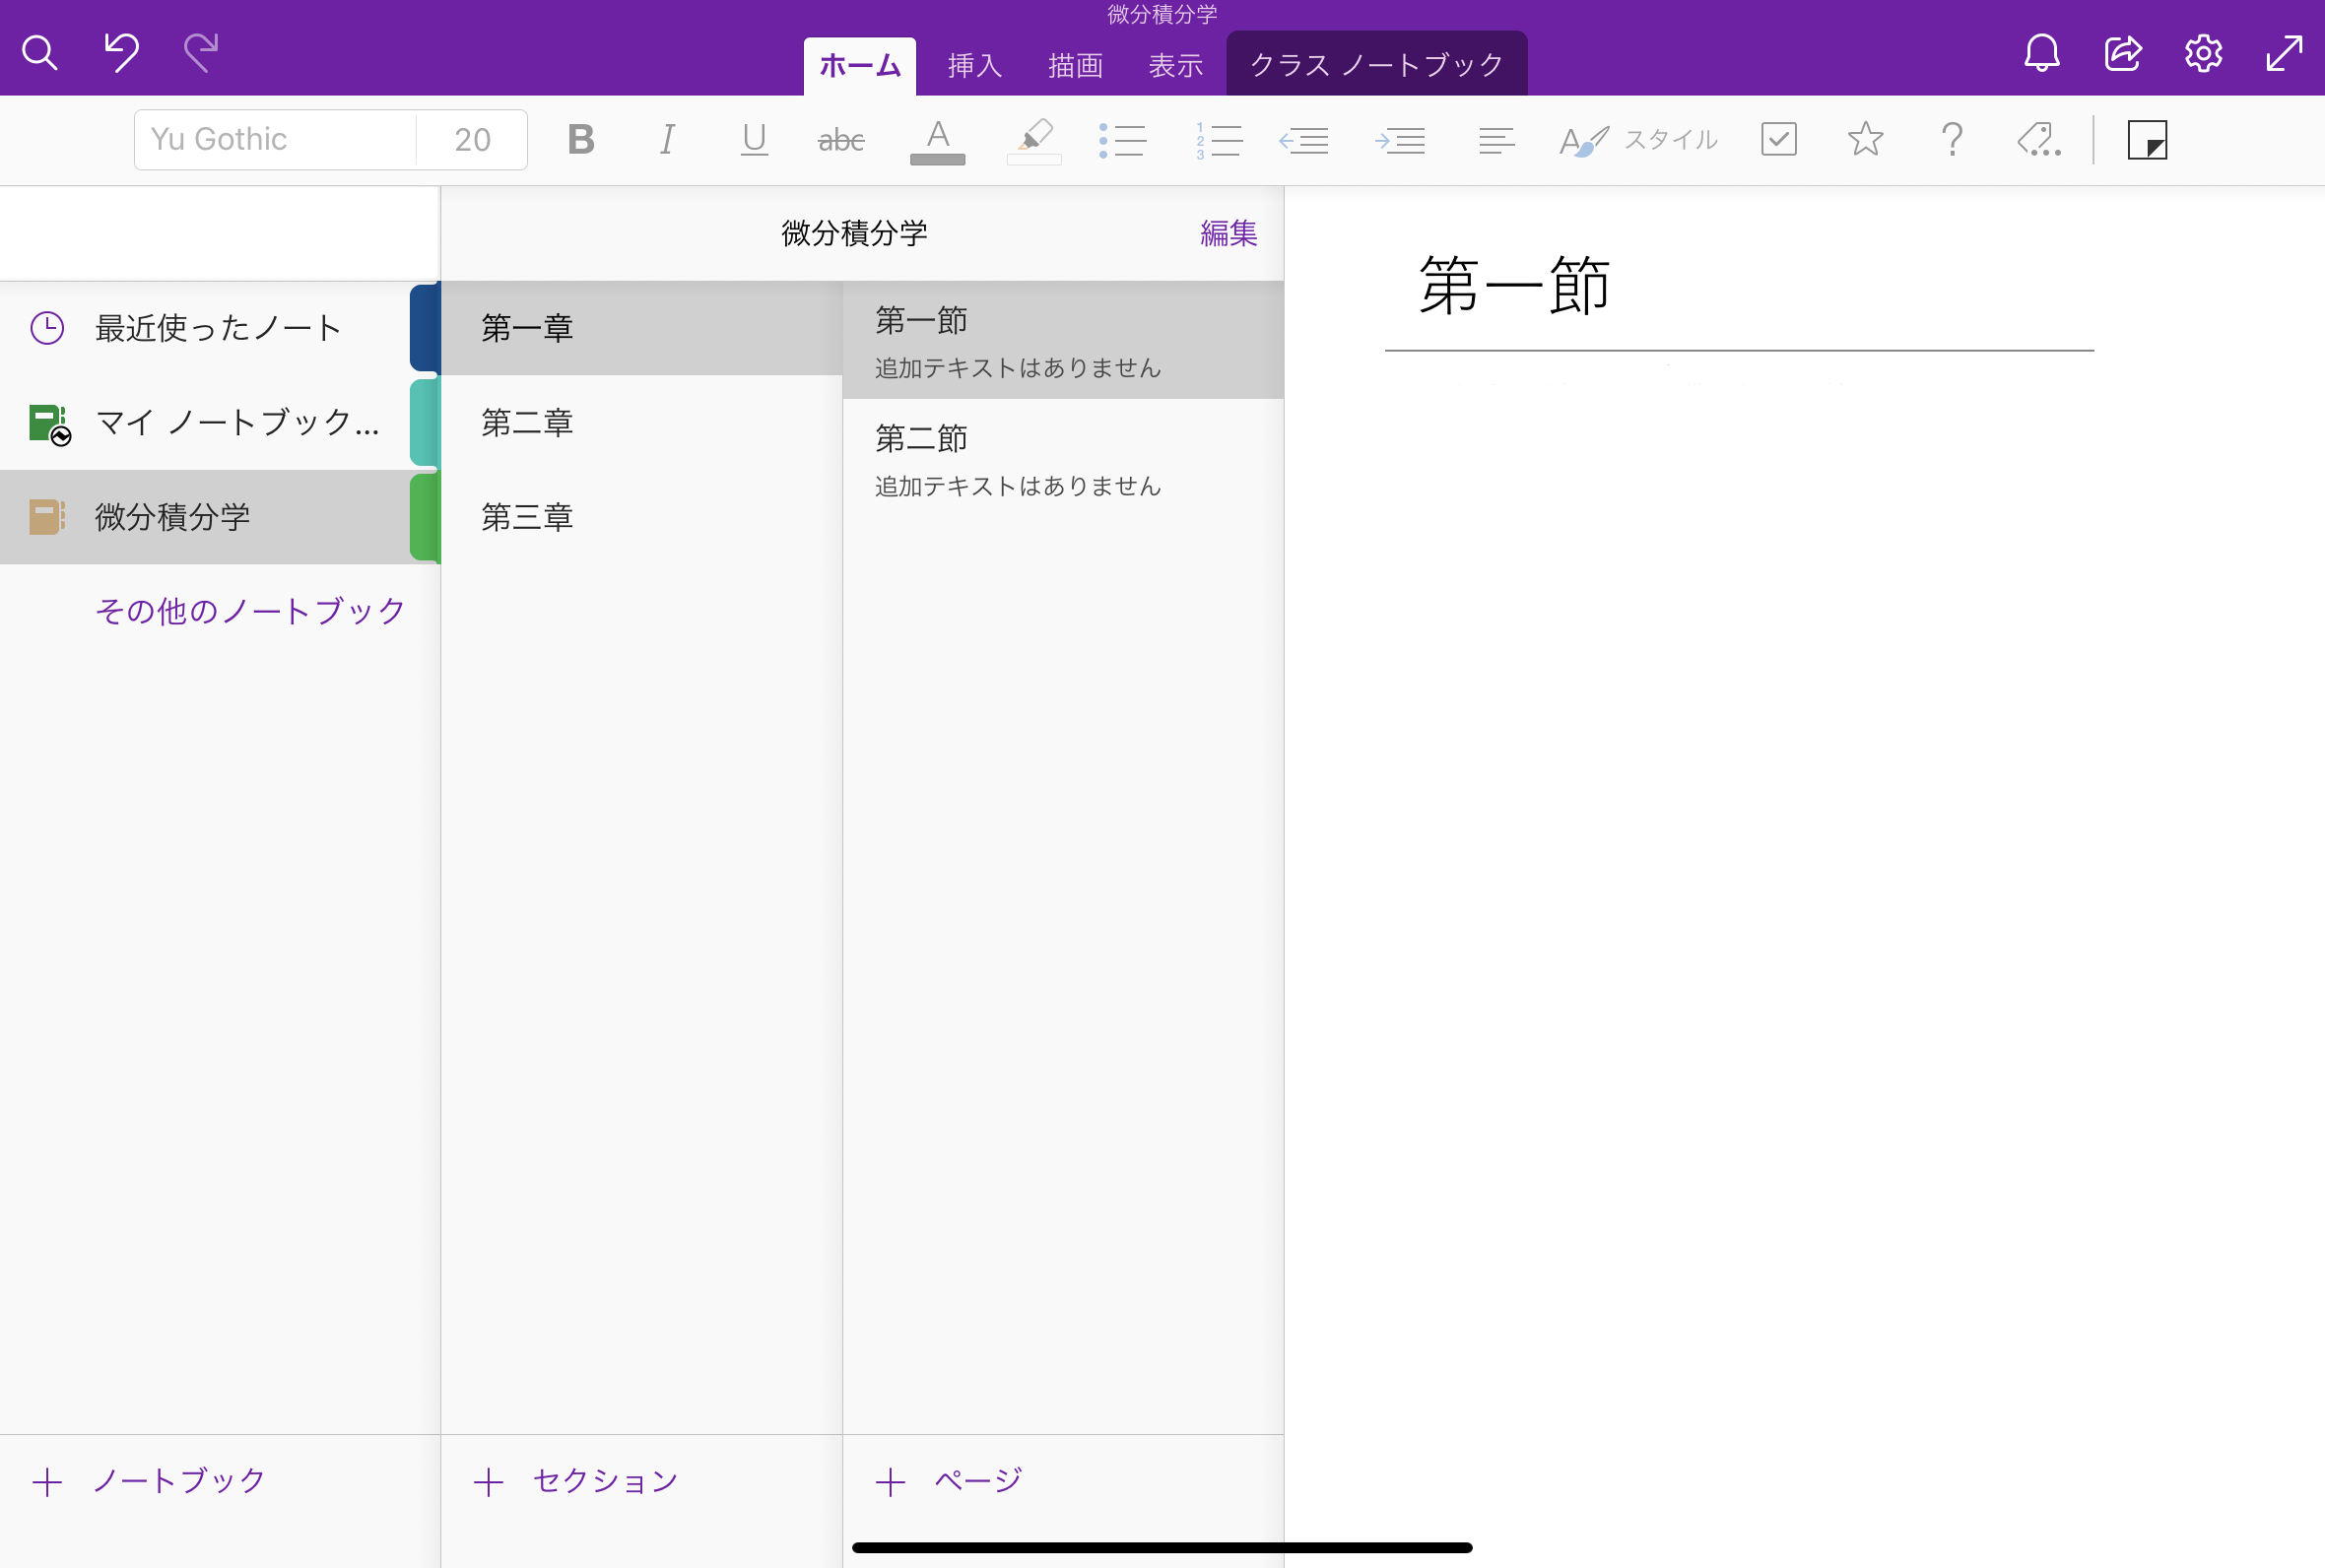 微分積分学
ホーム 挿入 描画 表示 クラス ノートブック
Yu Gothic 20 B I U abc A 1 2 3 A スタイル ?
微分積分学 編集
最近使ったノート
マイ ノートブック...
微分積分学
その他のノートブック
第一章
第二章
第三章
第一節
追加テキストはありません
第二節
追加テキストはありません
第一節
ノートブック
セクション
ページ